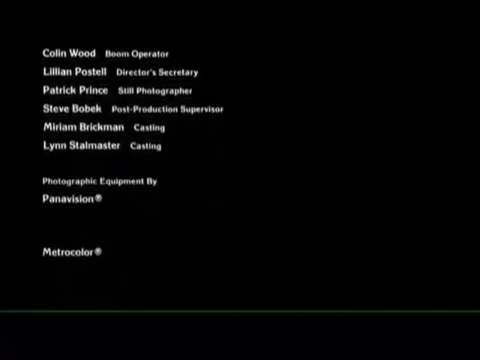 Colin Wood Boom Operator
Lillian Postell Director's Secretary
Patrick Prince Still Photographer
Steve Bobek Post-Production Supervisor
Miriam Brickman Casting
Lynn Stalmaster Casting
Photographic Equipment By
Panavision®
Metrocolor®